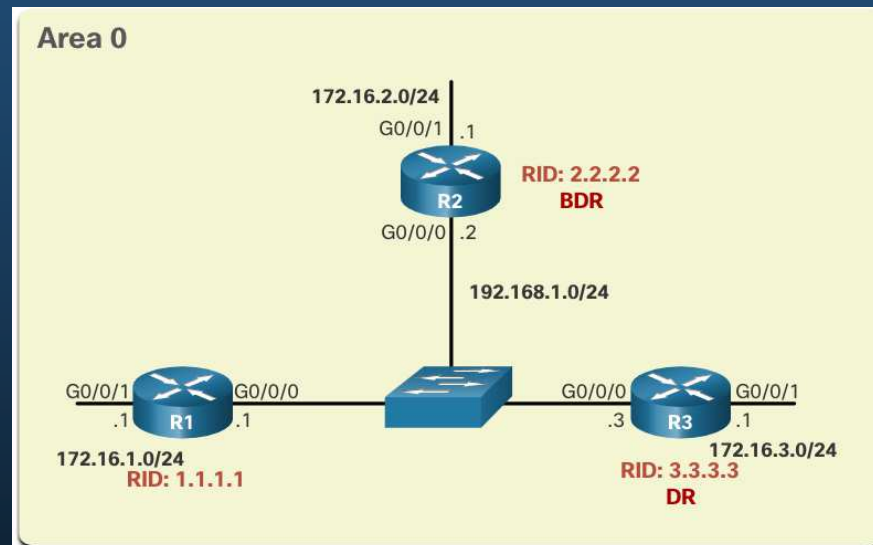 Area 0
172.16.2.0/24
G0/0/1 .1
R2
RID: 2.2.2.2
BDR
G0/0/0 .2
192.168.1.0/24
G0/0/1 G0/0/0
R1
.1 .1
172.16.1.0/24
RID: 1.1.1.1
G0/0/0 G0/0/1
R3
.3 .1
172.16.3.0/24
RID: 3.3.3.3
DR